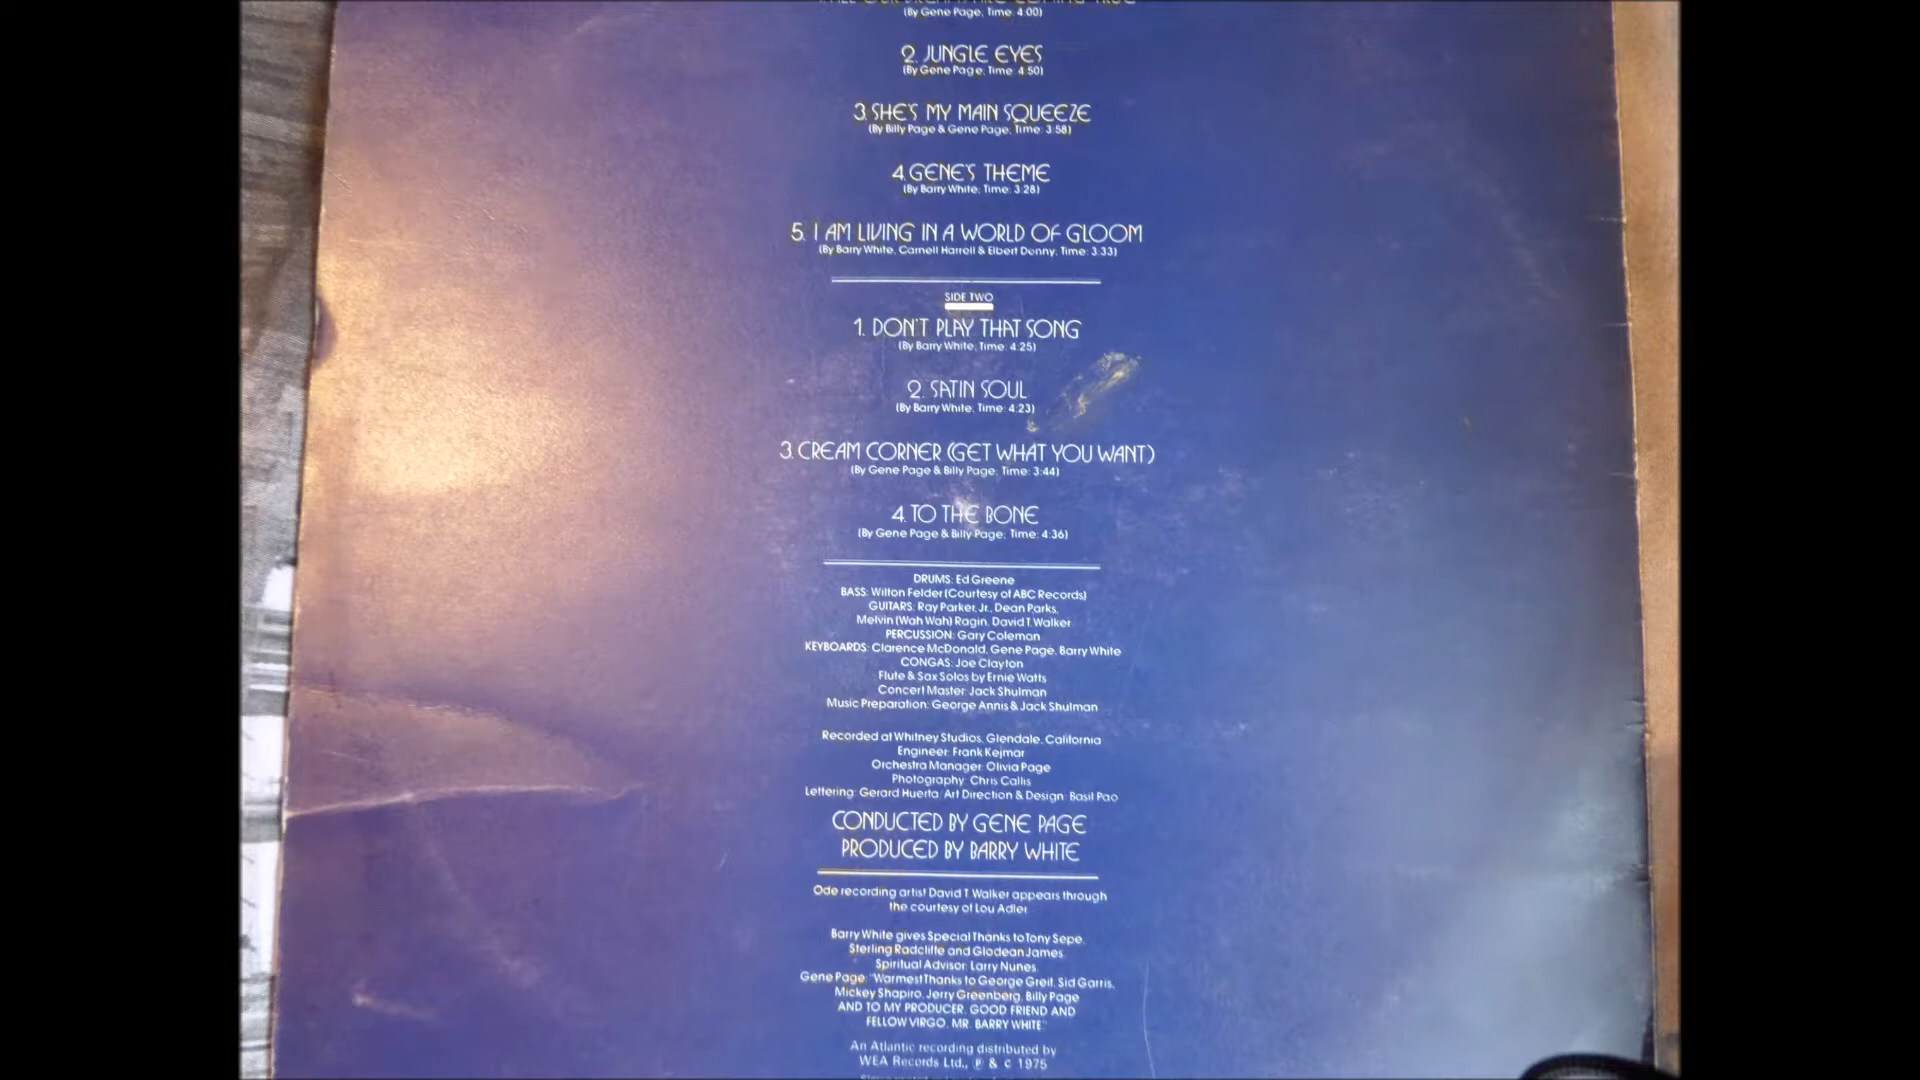 1. ALL OUR DREAMS ARE COMING TRUE
(By Gene Page, Time: 4:00)
2. JUNGLE EYES
(By Gene Page, Time: 4:50)
3. SHE'S MY MAIN SQUEEZE
(By Billy Page & Gene Page, Time: 3:58)
4. GENE'S THEME
(By Barry White, Time: 3:28)
5. I AM LIVING IN A WORLD OF GLOOM
(By Barry White, Carnell Harrell & Elbert Denny, Time: 3:33)
SIDE TWO
1. DON'T PLAY THAT SONG
(By Barry White, Time: 4:25)
2. SATIN SOUL
(By Barry White, Time: 4:23)
3. CREAM CORNER (GET WHAT YOU WANT)
(By Gene Page & Billy Page, Time: 3:44)
4. TO THE BONE
(By Gene Page & Billy Page, Time: 4:36)
DRUMS: Ed Greene
BASS: Wilton Felder (Courtesy of ABC Records)
GUITARS: Ray Parker, Jr., Dean Parks,
Melvin (Wah Wah) Ragin, David T. Walker
PERCUSSION: Gary Coleman
KEYBOARDS: Clarence McDonald, Gene Page, Barry White
CONGAS: Joe Clayton
Flute & Sax Solos by Ernie Watts
Concert Master: Jack Shulman
Music Preparation: George Annis & Jack Shulman
Recorded at Whitney Studios, Glendale, California
Engineer: Frank Kejmar
Orchestra Manager: Olivia Page
Photography: Chris Callis
Lettering: Gerard Huerta Art Direction & Design: Basil Pao
CONDUCTED BY GENE PAGE
PRODUCED BY BARRY WHITE
Ode recording artist David T. Walker appears through
the courtesy of Lou Adler.
Barry White gives Special Thanks to Tony Sepe,
Sterling Radcliffe and Glodean James
Spiritual Advisor: Larry Nunes.
Gene Page: "Warmest Thanks to George Greif, Sid Garris,
Mickey Shapiro, Jerry Greenberg, Billy Page
AND TO MY PRODUCER, GOOD FRIEND AND
FELLOW VIRGO, MR. BARRY WHITE"
An Atlantic recording distributed by
WEA Records Ltd., ℗ & © 1975